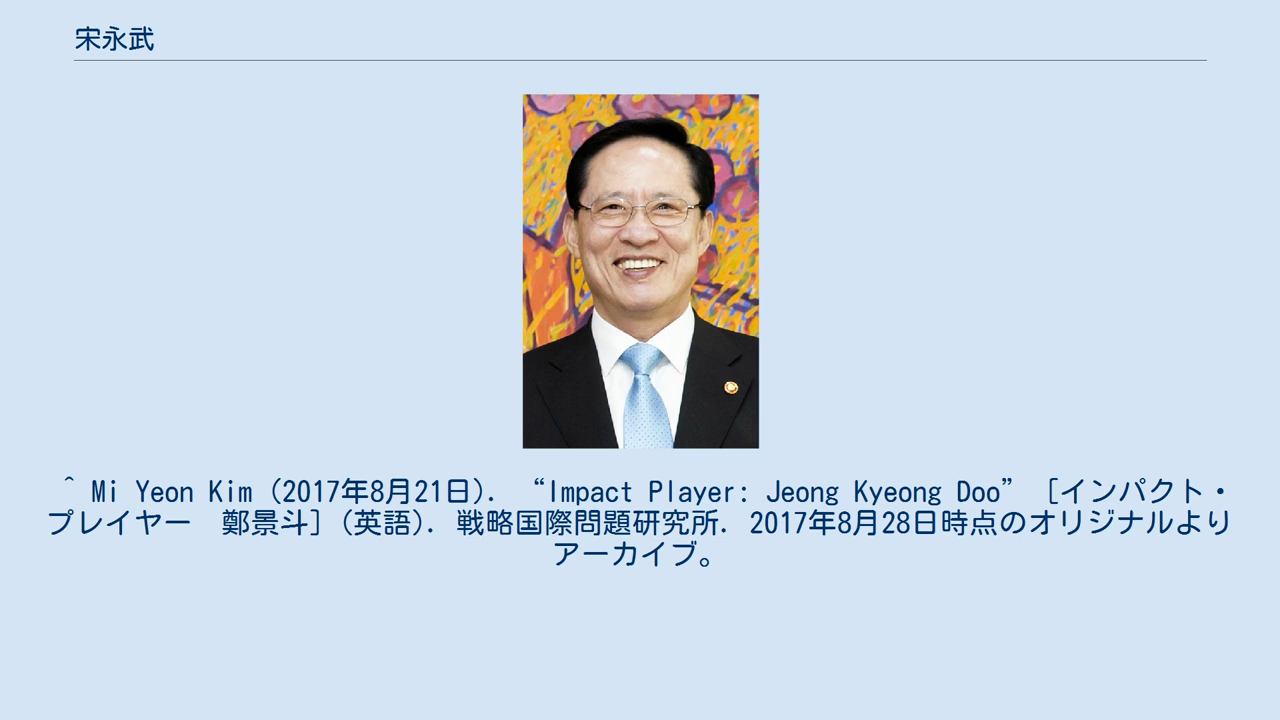 宋永武
^ Mi Yeon Kim (2017年8月21日). “Impact Player: Jeong Kyeong Doo” [インパクト・
プレイヤー　鄭景斗] (英語). 戦略国際問題研究所. 2017年8月28日時点のオリジナルより
アーカイブ。